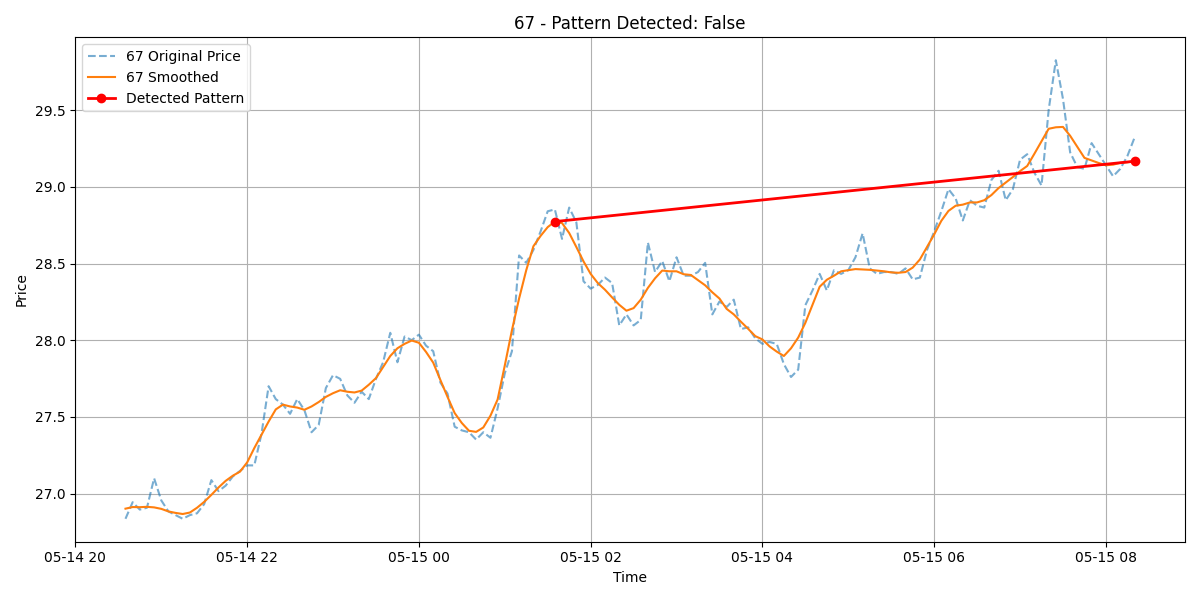 67 - Pattern Detected: False
67 Original Price
67 Smoothed
Detected Pattern
Price
29.5
29.0
28.5
28.0
27.5
27.0
05-14 20
05-14 22
05-15 00
05-15 02
05-15 04
05-15 06
05-15 08
Time